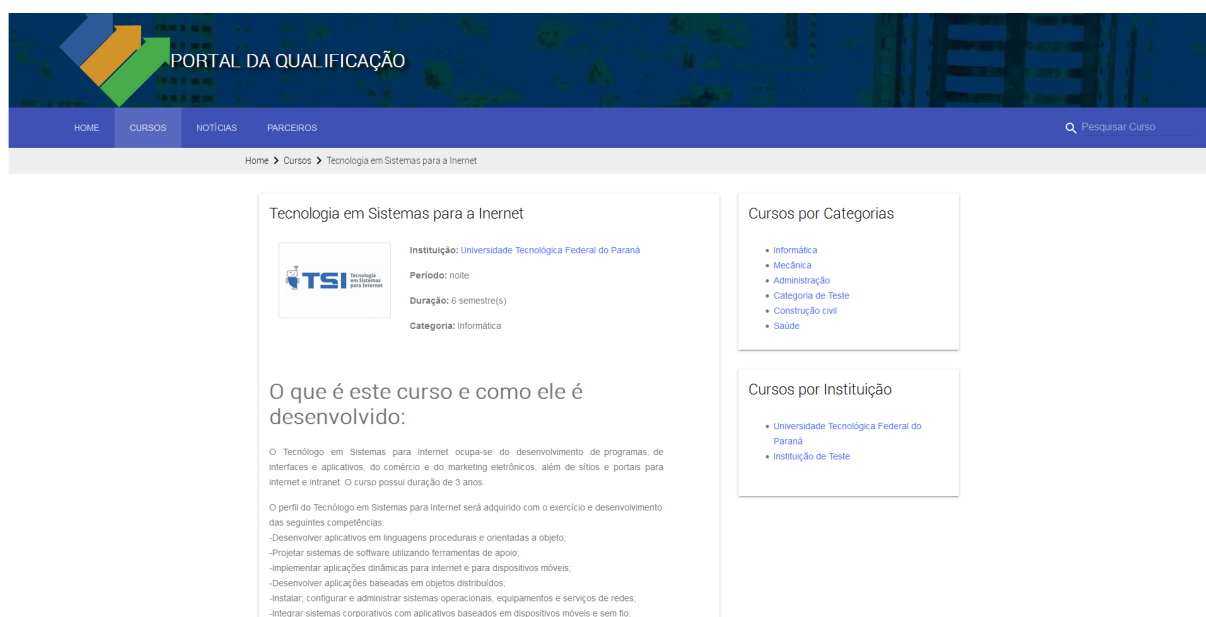 PORTAL DA QUALIFICAÇÃO
HOME CURSOS NOTÍCIAS PARCEIROS Pesquisar Curso
Home > Cursos > Tecnologia em Sistemas para a Inernet
Tecnologia em Sistemas para a Inernet
TSI
Tecnologia
em Sistemas
para Internet
Instituição: Universidade Tecnológica Federal do Paraná
Período: noite
Duração: 6 semestre(s)
Categoria: Informática
O que é este curso e como ele é
desenvolvido:
O Tecnólogo em Sistemas para Internet ocupa-se do desenvolvimento de programas, de
interfaces e aplicativos, do comércio e do marketing eletrônicos, além de sítios e portais para
internet e intranet. O curso possui duração de 3 anos.
O perfil do Tecnólogo em Sistemas para Internet será adquirido com o exercício e desenvolvimento
das seguintes competências:
-Desenvolver aplicativos em linguagens procedurais e orientadas a objeto;
-Projetar sistemas de software utilizando ferramentas de apoio;
-Implementar aplicações dinâmicas para internet e para dispositivos móveis;
-Desenvolver aplicações baseadas em objetos distribuídos;
-Instalar, configurar e administrar sistemas operacionais, equipamentos e serviços de redes;
-Integrar sistemas corporativos com aplicativos baseados em dispositivos móveis e sem fio;
Cursos por Categorias
Informática
Mecânica
Administração
Categoria de Teste
Construção civil
Saúde
Cursos por Instituição
Universidade Tecnológica Federal do
Paraná
Instituição de Teste